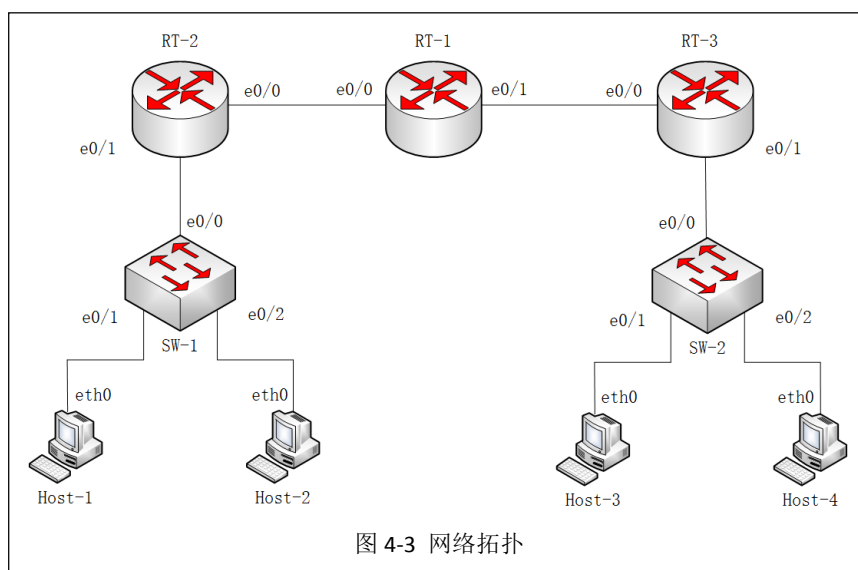 RT-2 RT-1 RT-3
e0/0 e0/0 e0/1 e0/0
e0/1 e0/1
e0/0 e0/0
e0/1 e0/2 e0/1 e0/2
SW-1 SW-2
eth0 eth0 eth0 eth0
Host-1 Host-2 Host-3 Host-4
图 4-3 网络拓扑